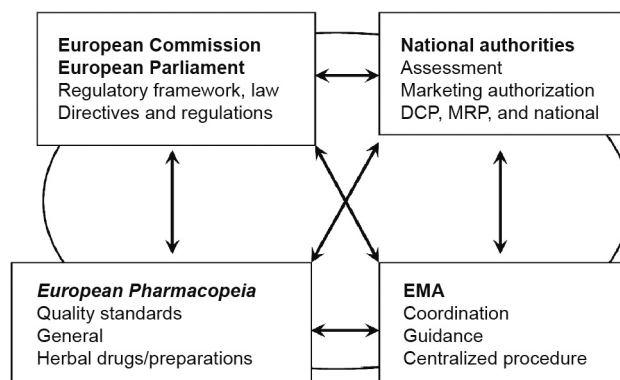 European Commission
European Parliament
Regulatory framework, law
Directives and regulations
National authorities
Assessment
Marketing authorization
DCP, MRP, and national
European Pharmacopeia
Quality standards
General
Herbal drugs/preparations
EMA
Coordination
Guidance
Centralized procedure